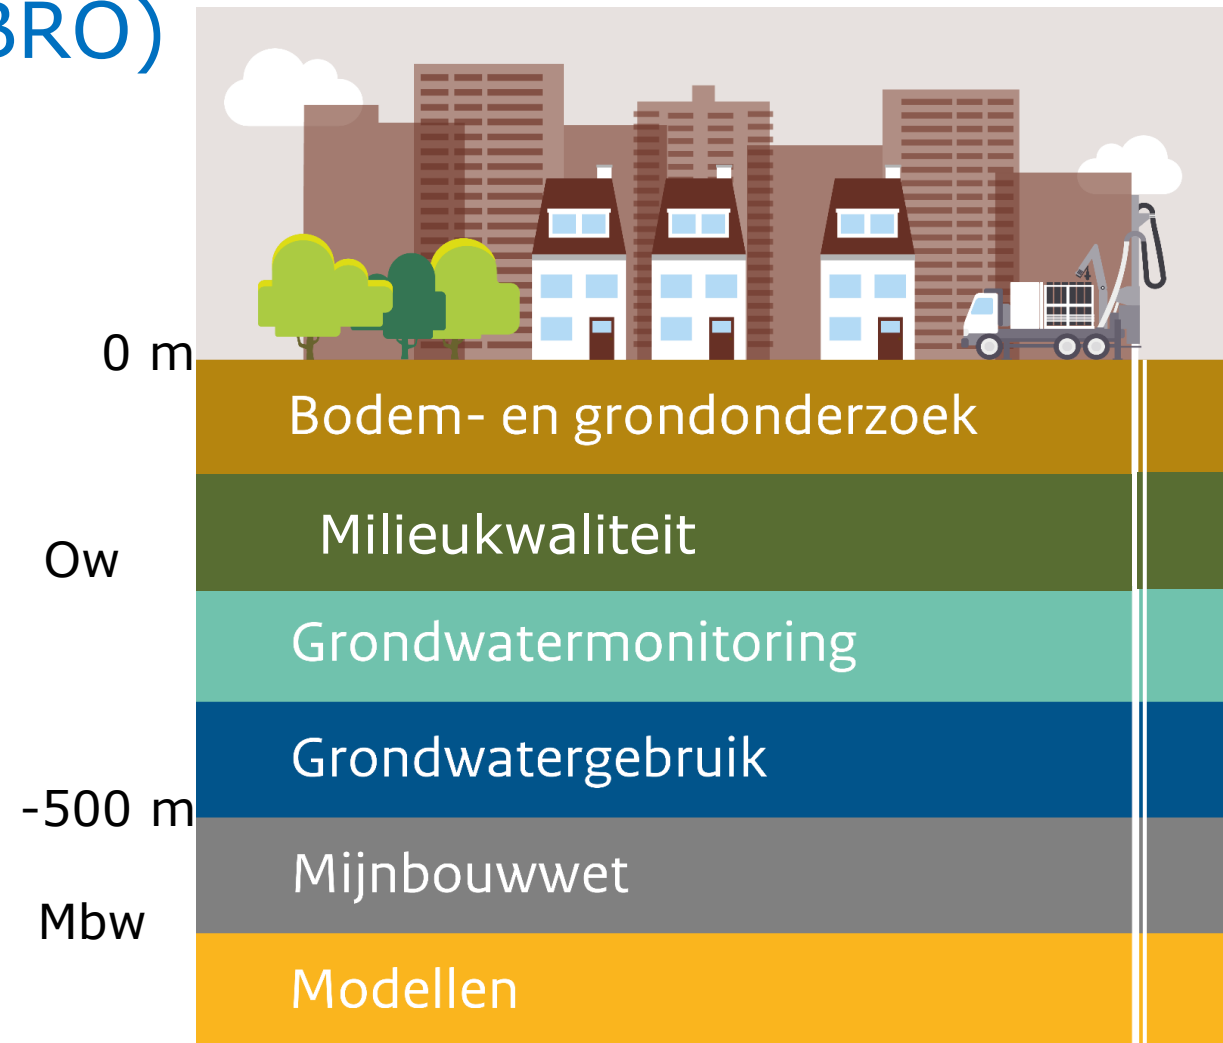 BRO)
0 m
Bodem- en grondonderzoek
Milieukwaliteit
Ow
Grondwatermonitoring
Grondwatergebruik
-500 m
Mijnbouwwet
Mbw
Modellen